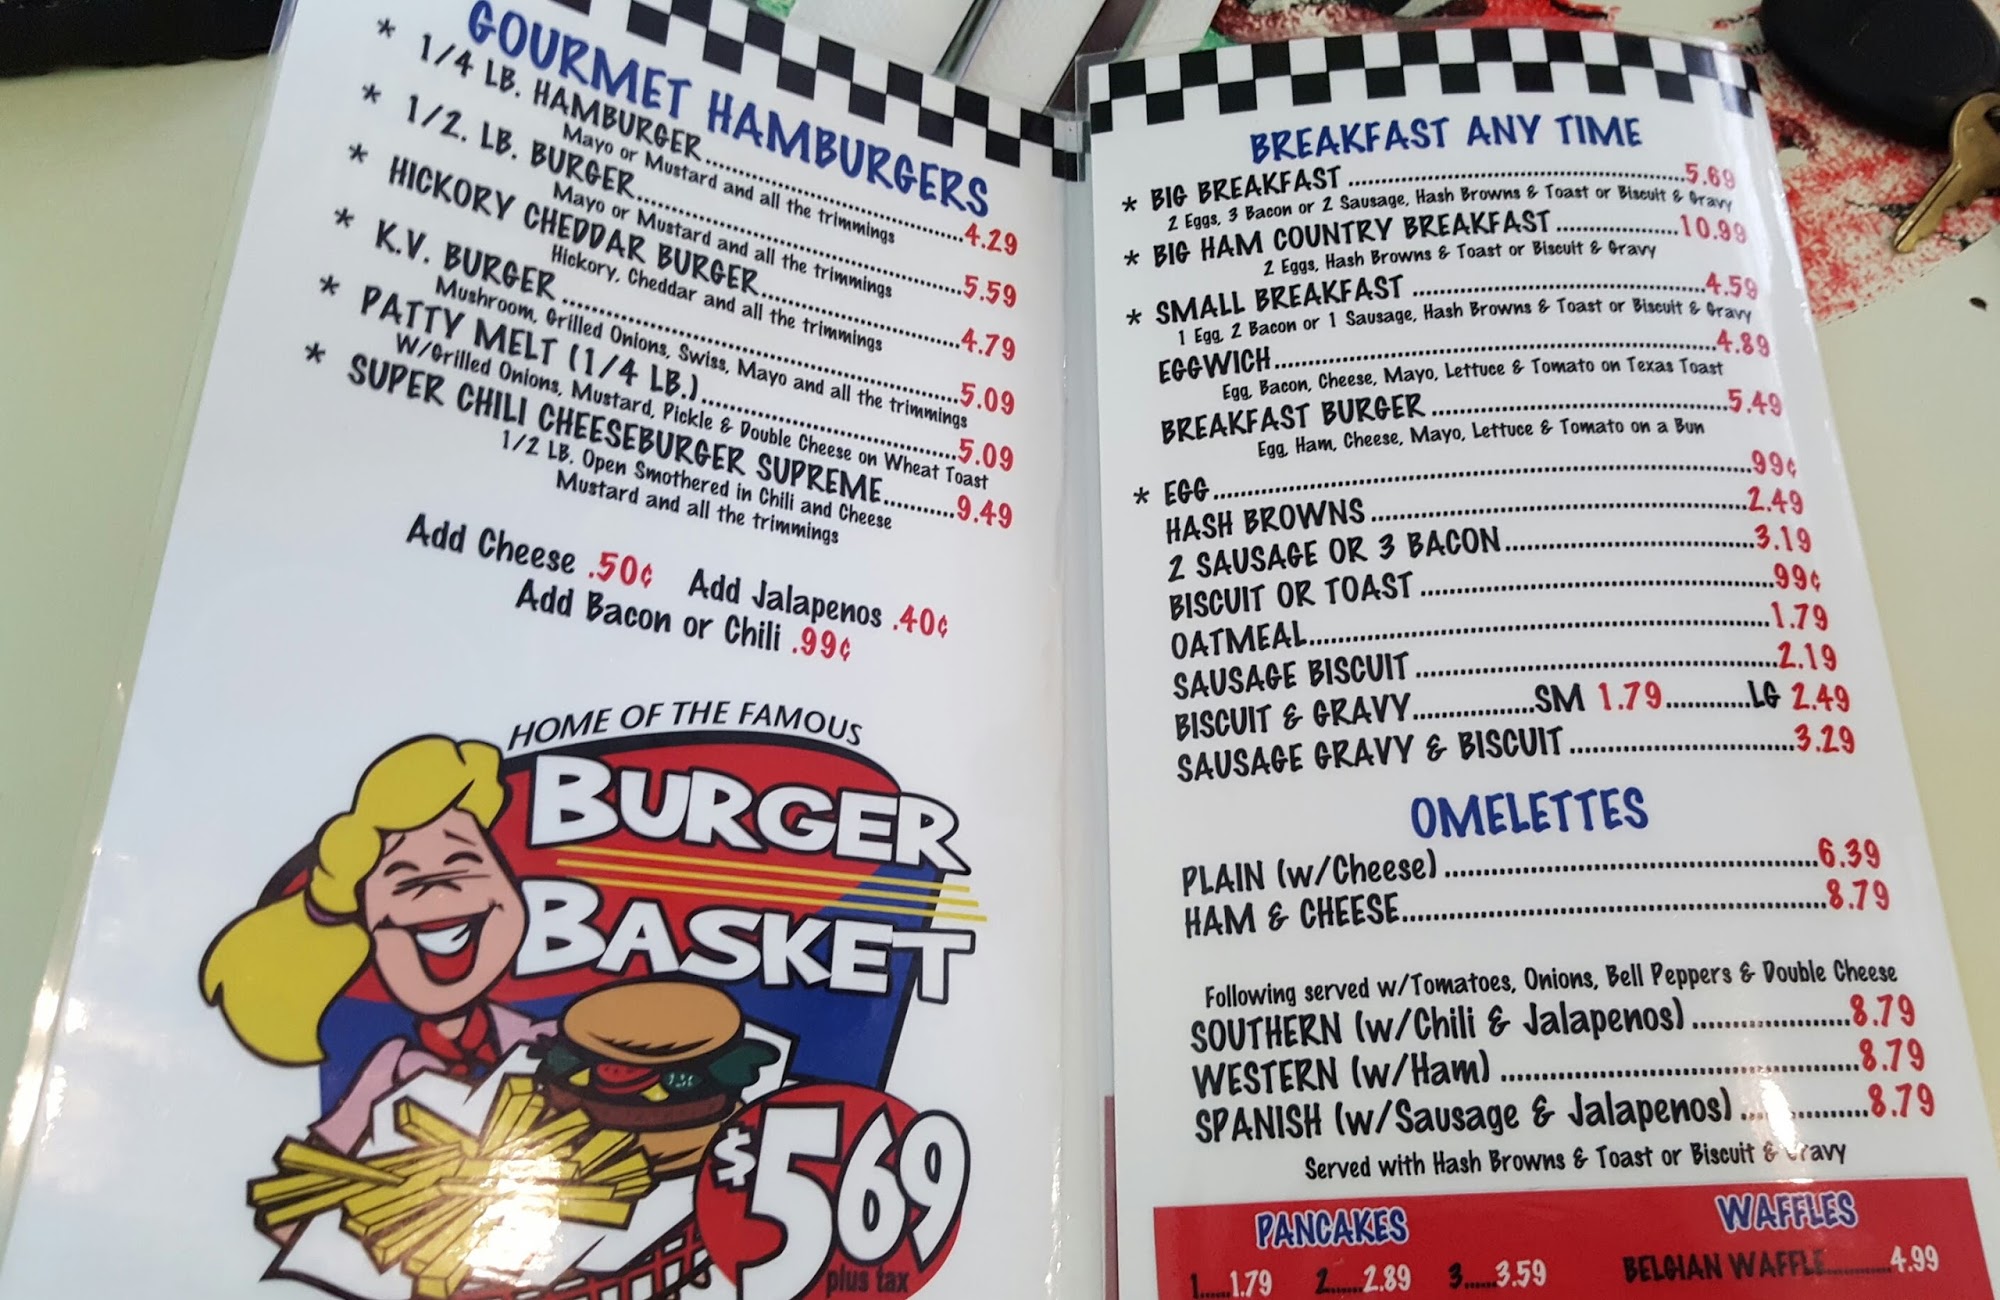 GOURMET HAMBURGERS
* 1/4 LB. HAMBURGER..............................4.29
Mayo or Mustard and all the trimmings
* 1/2. LB. BURGER..............................5.59
Mayo or Mustard and all the trimmings
* HICKORY CHEDDAR BURGER....................4.79
Hickory, Cheddar and all the trimmings
* K.V. BURGER..............................5.09
Mushroom, Grilled Onions, Swiss, Mayo and all the trimmings
* PATTY MELT (1/4 LB.)..............................5.09
W/Grilled Onions, Mustard, Pickle & Double Cheese on Wheat Toast
* SUPER CHILI CHEESEBURGER SUPREME..........9.49
1/2 LB. Open Smothered in Chili and Cheese
Mustard and all the trimmings
Add Cheese .50¢ Add Jalapenos .40¢
Add Bacon or Chili .99¢
HOME OF THE FAMOUS
BURGER
BASKET
$5.69
plus tax
BREAKFAST ANY TIME
* BIG BREAKFAST..............................5.69
2 Eggs, 3 Bacon or 2 Sausage, Hash Browns & Toast or Biscuit & Gravy
* BIG HAM COUNTRY BREAKFAST..........10.99
2 Eggs, Hash Browns & Toast or Biscuit & Gravy
* SMALL BREAKFAST..............................4.59
1 Egg, 2 Bacon or 1 Sausage, Hash Browns & Toast or Biscuit & Gravy
EGGWICH..............................4.89
Egg, Bacon, Cheese, Mayo, Lettuce & Tomato on Texas Toast
BREAKFAST BURGER..............................5.49
Egg, Ham, Cheese, Mayo, Lettuce & Tomato on a Bun
* EGG..............................99¢
HASH BROWNS..............................2.49
2 SAUSAGE OR 3 BACON..............................3.19
BISCUIT OR TOAST..............................99¢
OATMEAL..............................1.79
SAUSAGE BISCUIT..............................2.19
BISCUIT & GRAVY...............SM 1.79..........LG 2.49
SAUSAGE GRAVY & BISCUIT....................3.29
OMELETTES
PLAIN (w/Cheese)..............................6.39
HAM & CHEESE..............................8.79
Following served w/Tomatoes, Onions, Bell Peppers & Double Cheese
SOUTHERN (w/Chili & Jalapenos)...............8.79
WESTERN (w/Ham)..............................8.79
SPANISH (w/Sausage & Jalapenos)............8.79
Served with Hash Browns & Toast or Biscuit & Gravy
PANCAKES
1......1.79 2......2.89 3......3.59
WAFFLES
BELGIAN WAFFLE..........4.99